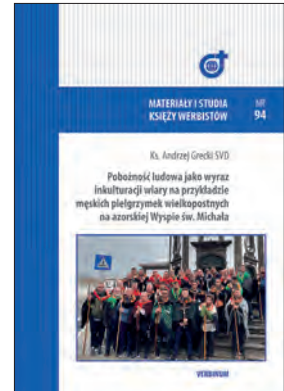 MATERIAŁY I STUDIA
KSIĘŻY WERBISTÓW
NR
94
Ks. Andrzej Grecki SVD
Pobożność ludowa jako wyraz
inkulturacji wiary na przykładzie
męskich pielgrzymek wielkopostnych
na azorskiej Wyspie św. Michała
VERBINUM